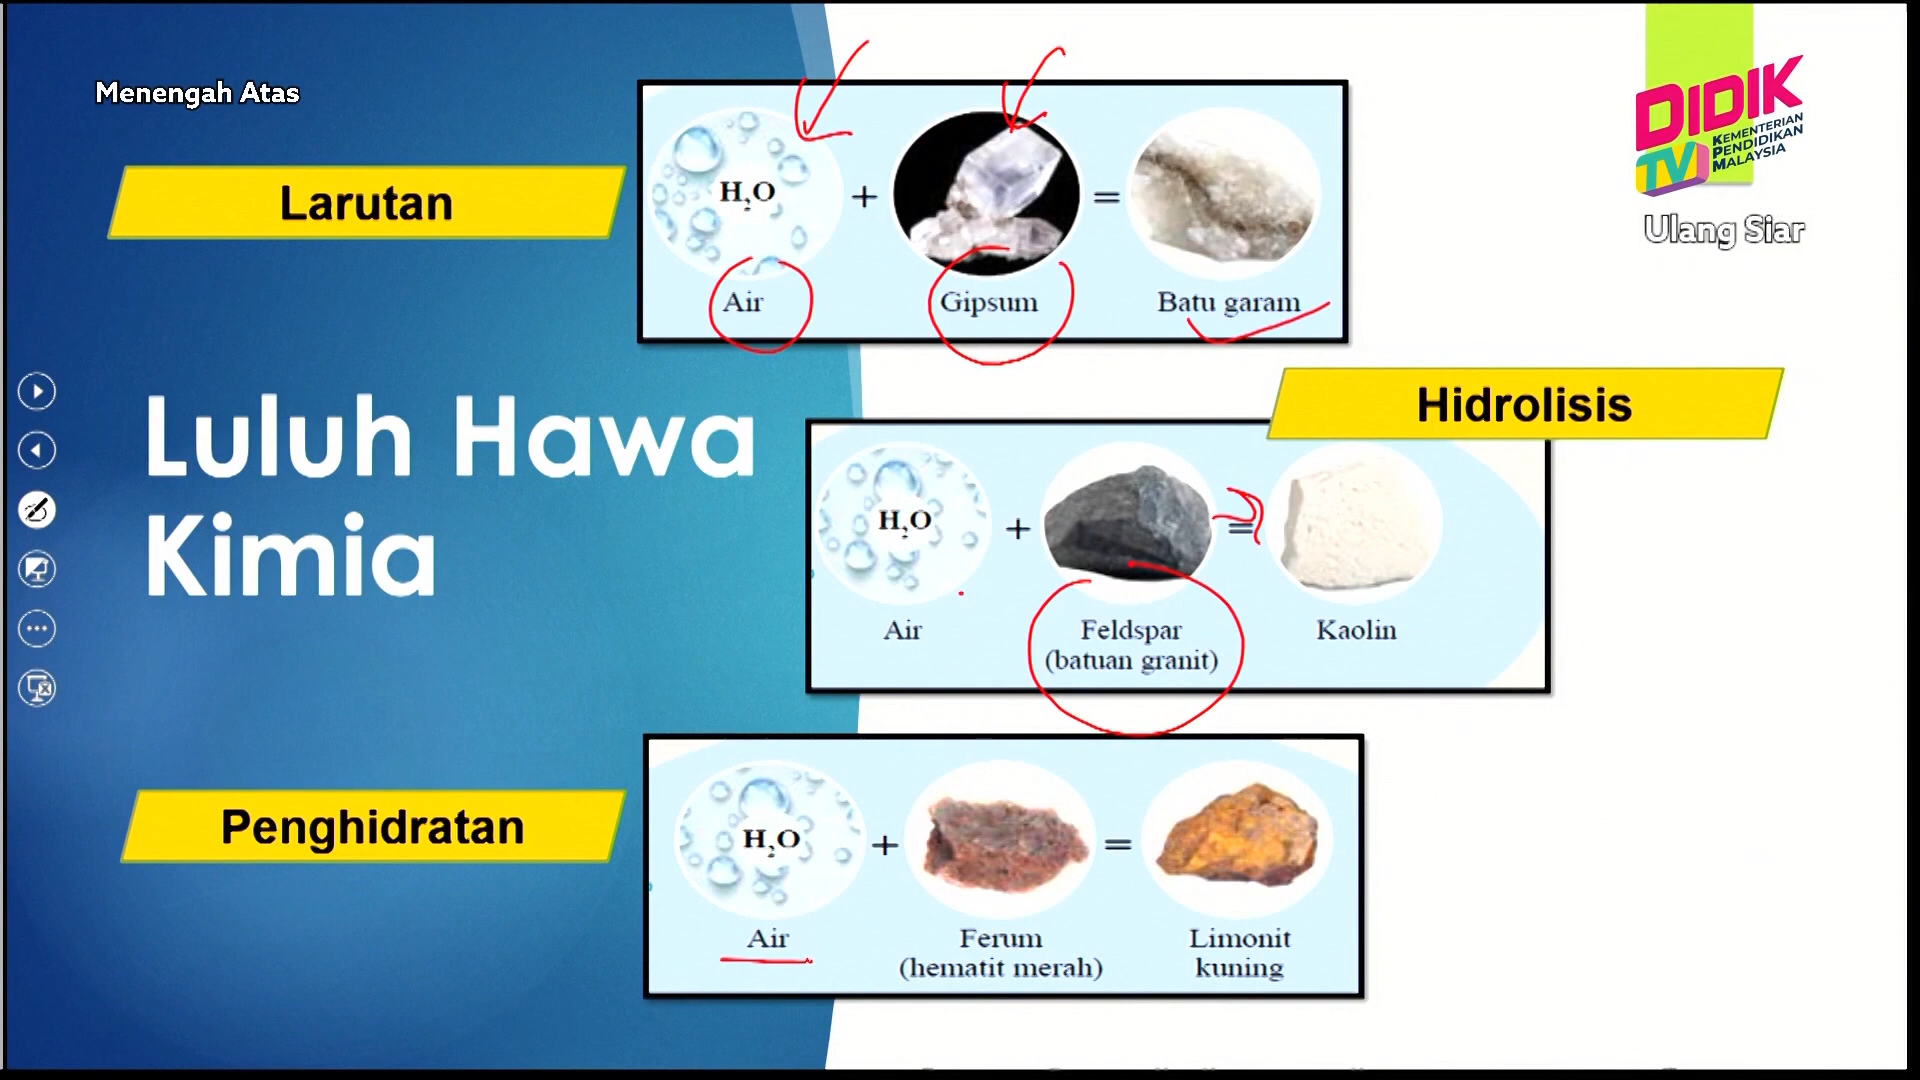 Menengah Atas
DIDIK
TV
KEMENTERIAN
PENDIDIKAN
MALAYSIA
Ulang Siar
Larutan
H₂O
+
=
Air
Gipsum
Batu garam
Luluh Hawa
Kimia
Hidrolisis
H₂O
+
=
Air
Feldspar
(batuan granit)
Kaolin
Penghidratan
H₂O
+
=
Air
Ferum
(hematit merah)
Limonit
kuning